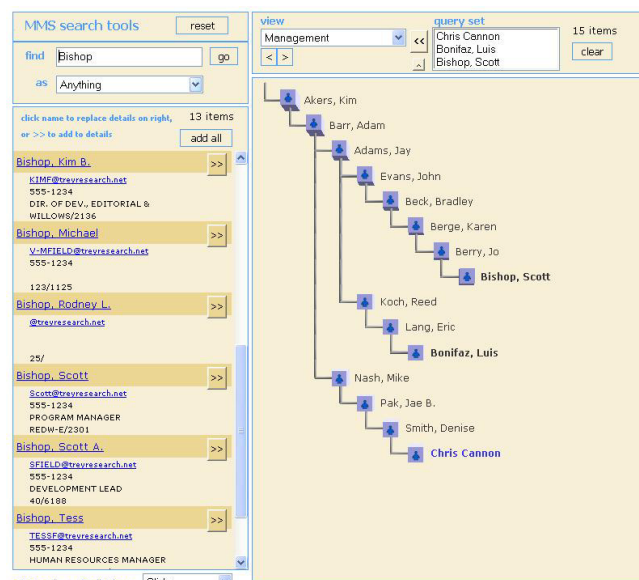 MMS search tools
reset
find
Bishop
go
as
Anything
click name to replace details on right,
or >> to add to details
13 items
add all
Bishop, Kim B.
>>
KIMF@treyresearch.net
555-1234
DIR. OF DEV., EDITORIAL &
WILLOWS/2136
Bishop, Michael
>>
V-MFIELD@treyresearch.net
555-1234
123/1125
Bishop, Rodney L.
>>
@treyresearch.net
25/
Bishop, Scott
>>
Scott@treyresearch.net
555-1234
PROGRAM MANAGER
REDW-E/2301
Bishop, Scott A.
>>
SFIELD@treyresearch.net
555-1234
DEVELOPMENT LEAD
40/6188
Bishop, Tess
>>
TESSF@treyresearch.net
555-1234
HUMAN RESOURCES MANAGER
view
Management
<<
< >
query set
Chris Cannon
Bonifaz, Luis
Bishop, Scott
15 items
clear
Akers, Kim
Barr, Adam
Adams, Jay
Evans, John
Beck, Bradley
Berge, Karen
Berry, Jo
Bishop, Scott
Koch, Reed
Lang, Eric
Bonifaz, Luis
Nash, Mike
Pak, Jae B.
Smith, Denise
Chris Cannon